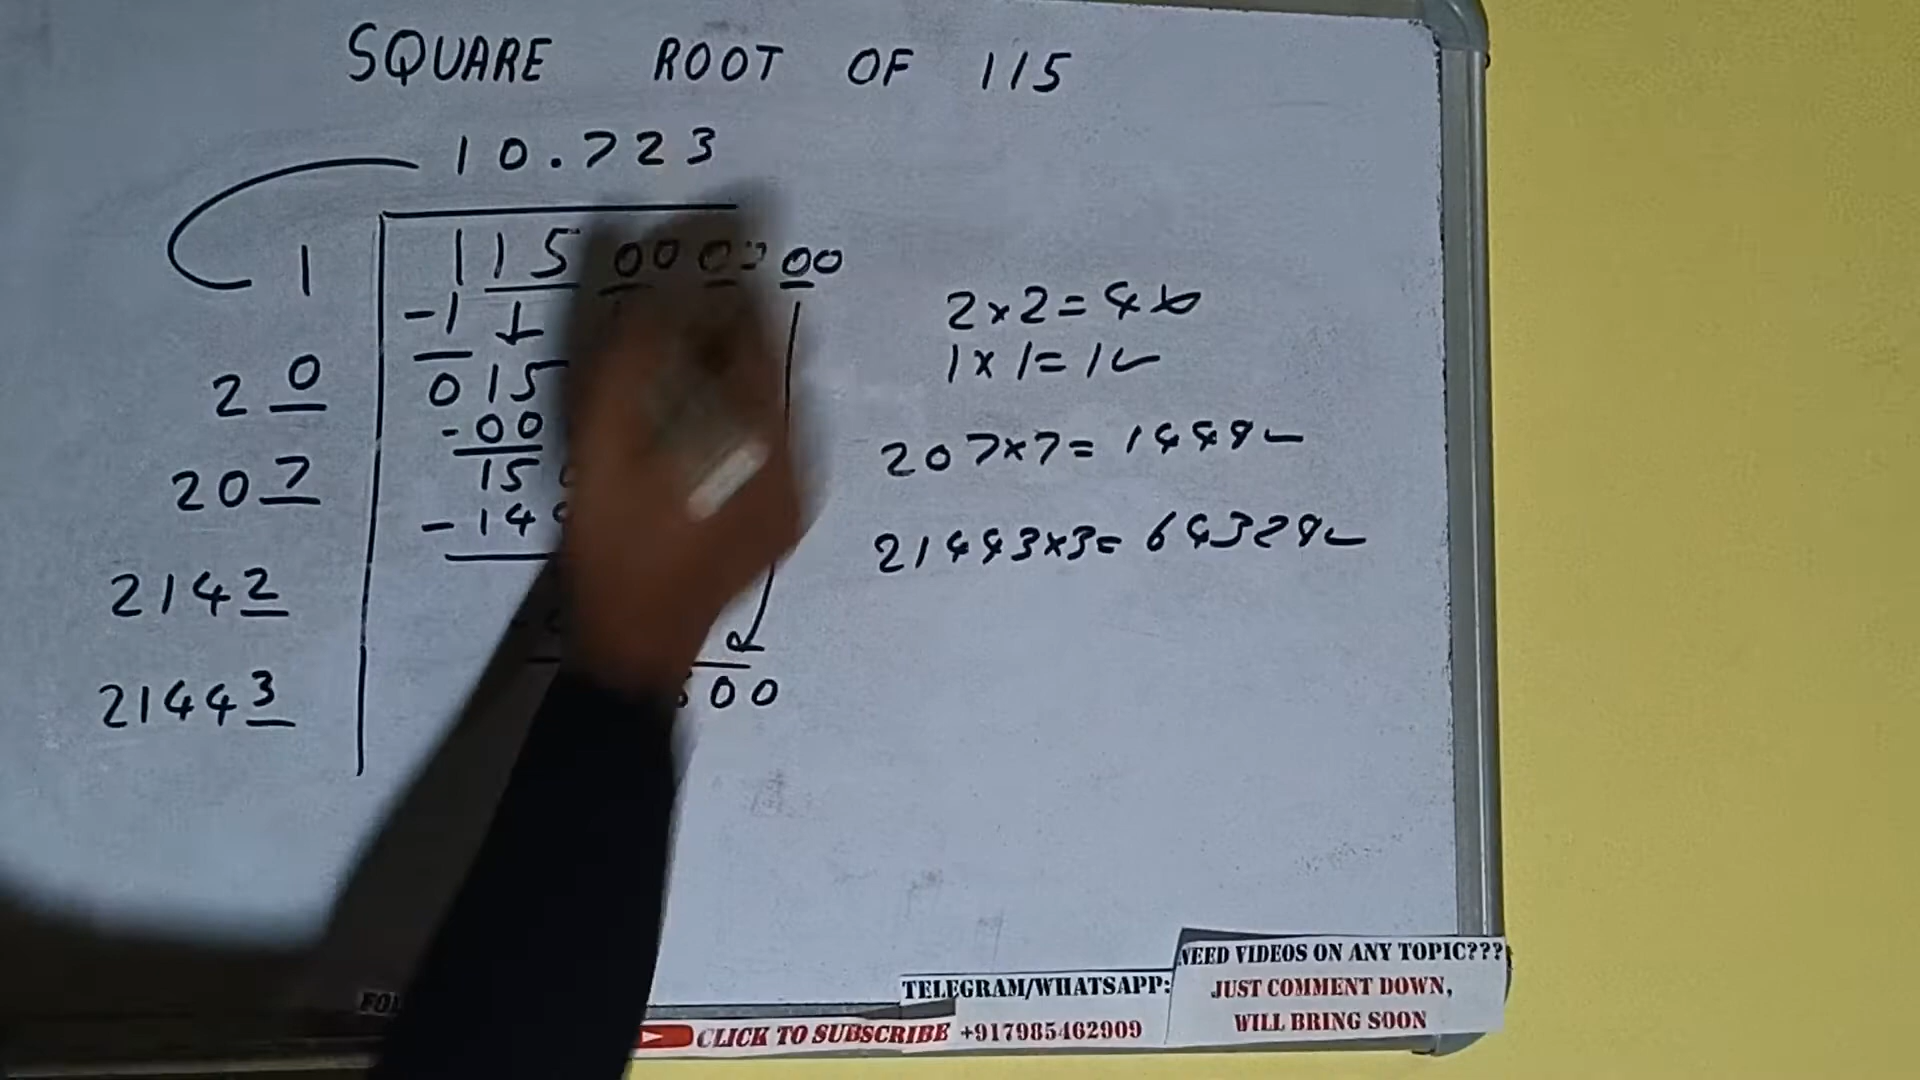 SQUARE ROOT OF 115
10.723
1 115 00 00 00
-1
2 0 015
-00
207 15
-14
2142
21443 00
2×2=4
1×1=1
207×7=1449
21443×3=64329
NEED VIDEOS ON ANY TOPIC???
JUST COMMENT DOWN,
WILL BRING SOON
TELEGRAM/WHATSAPP:
CLICK TO SUBSCRIBE +917985462909